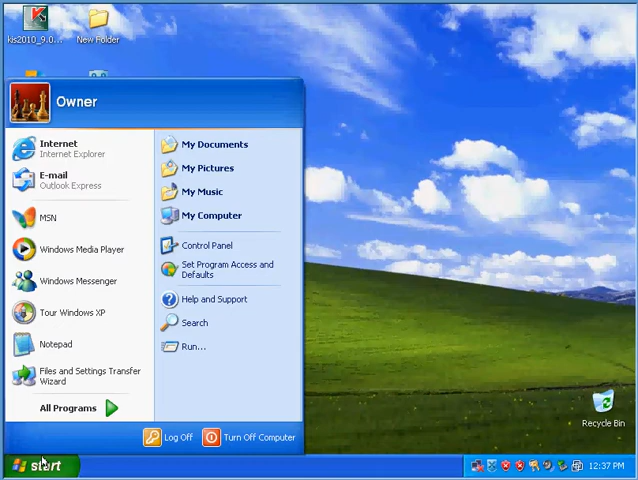 kis2010_9.0...
New Folder
Owner
Internet
Internet Explorer
E-mail
Outlook Express
MSN
Windows Media Player
Windows Messenger
Tour Windows XP
Notepad
Files and Settings Transfer
Wizard
All Programs
My Documents
My Pictures
My Music
My Computer
Control Panel
Set Program Access and
Defaults
Help and Support
Search
Run...
Log Off
Turn Off Computer
Recycle Bin
start
12:37 PM